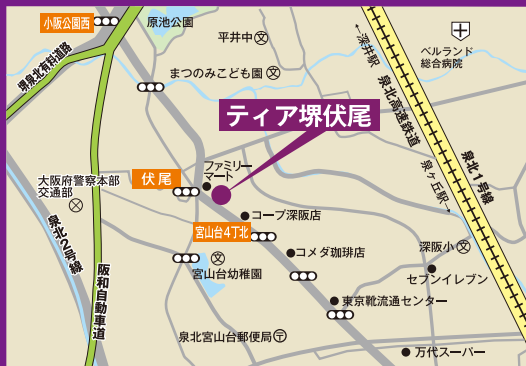 小阪公園西
原池公園
平井中
ベルランド
総合病院
←深井駅
堺泉北有料道路
まつのみこども園
泉北高速鉄道
ティア堺伏尾
泉北1号線
泉ヶ丘駅→
ファミリー
マート
大阪府警察本部
交通部
伏尾
コープ深阪店
宮山台4丁北
泉北2号線
深阪小
コメダ珈琲店
宮山台幼稚園
セブンイレブン
阪和自動車道
東京靴流通センター
泉北宮山台郵便局
万代スーパー